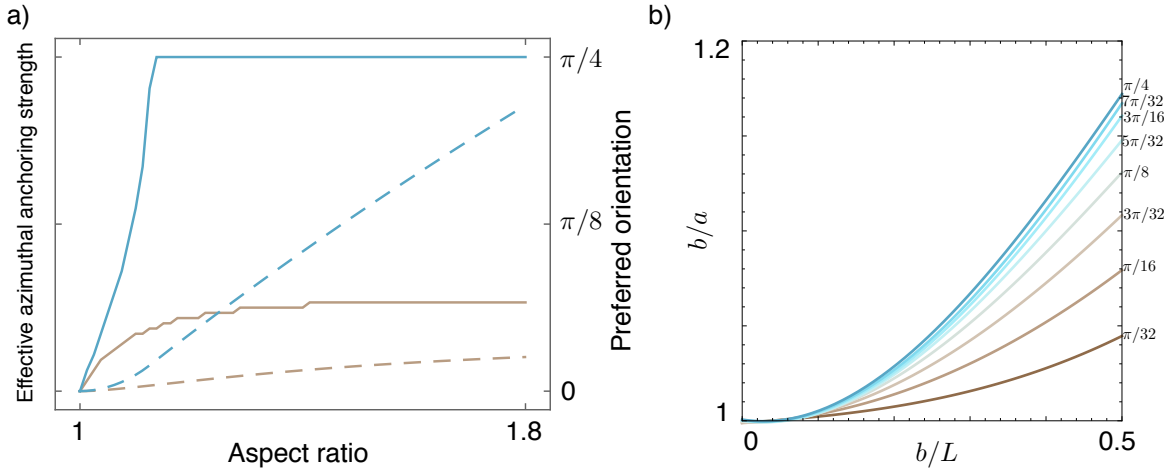 a)
Effective azimuthal anchoring strength
π/4
π/8
0
Preferred orientation
1
1.8
Aspect ratio
b)
1.2
b/a
1
π/4
7π/32
3π/16
5π/32
π/8
3π/32
π/16
π/32
0
b/L
0.5